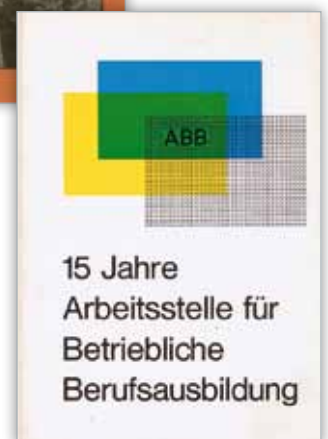 ABB
15 Jahre
Arbeitsstelle für
Betriebliche
Berufsausbildung